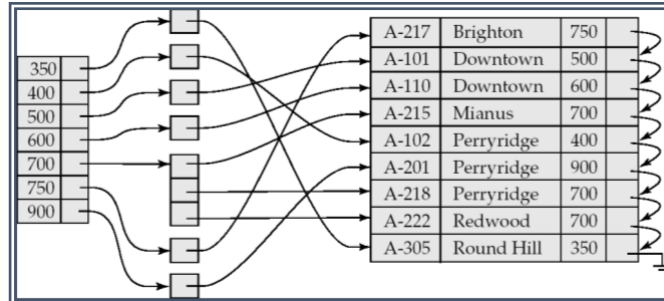 350
400
500
600
700
750
900
A-217 Brighton 750
A-101 Downtown 500
A-110 Downtown 600
A-215 Mianus 700
A-102 Perryridge 400
A-201 Perryridge 900
A-218 Perryridge 700
A-222 Redwood 700
A-305 Round Hill 350